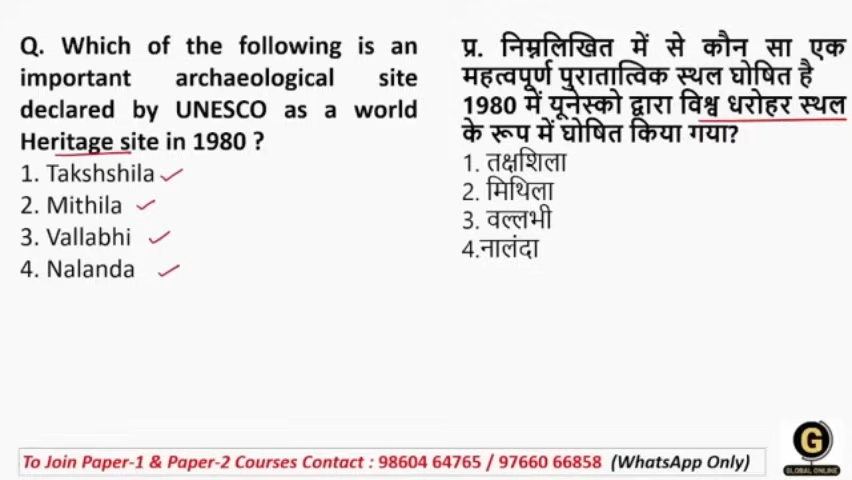 Q. Which of the following is an
important archaeological site
declared by UNESCO as a world
Heritage site in 1980 ?
1. Takshshila
2. Mithila
3. Vallabhi
4. Nalanda
प्र. निम्नलिखित में से कौन सा एक
महत्वपूर्ण पुरातात्विक स्थल घोषित है
1980 में यूनेस्को द्वारा विश्व धरोहर स्थल
के रूप में घोषित किया गया?
1. तक्षशिला
2. मिथिला
3. वल्लभी
4.नालंदा
To Join Paper-1 & Paper-2 Courses Contact : 98604 64765 / 97660 66858 (WhatsApp Only)
G
GLOBAL ONLINE